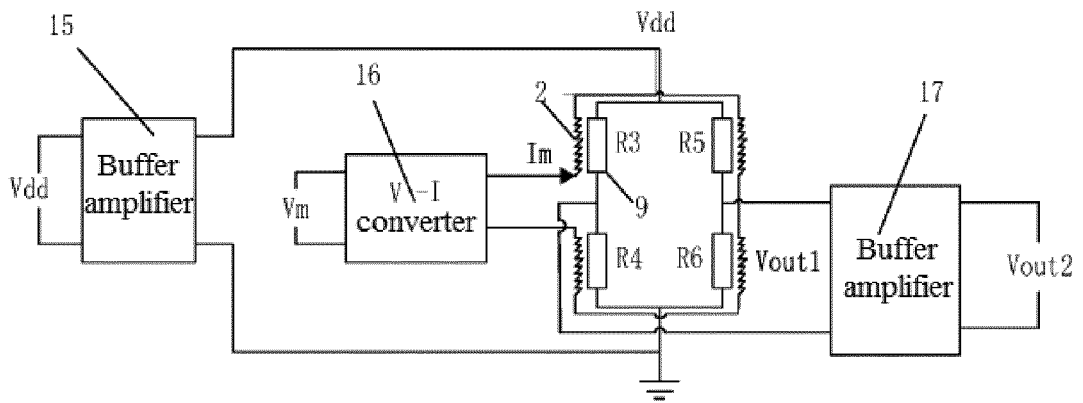 15
Vdd
16
2
17
Buffer
amplifier
R3
R5
Im
Vdd
Vm
V -I
converter
9
Buffer
amplifier
R4
R6
Vout1
Vout2